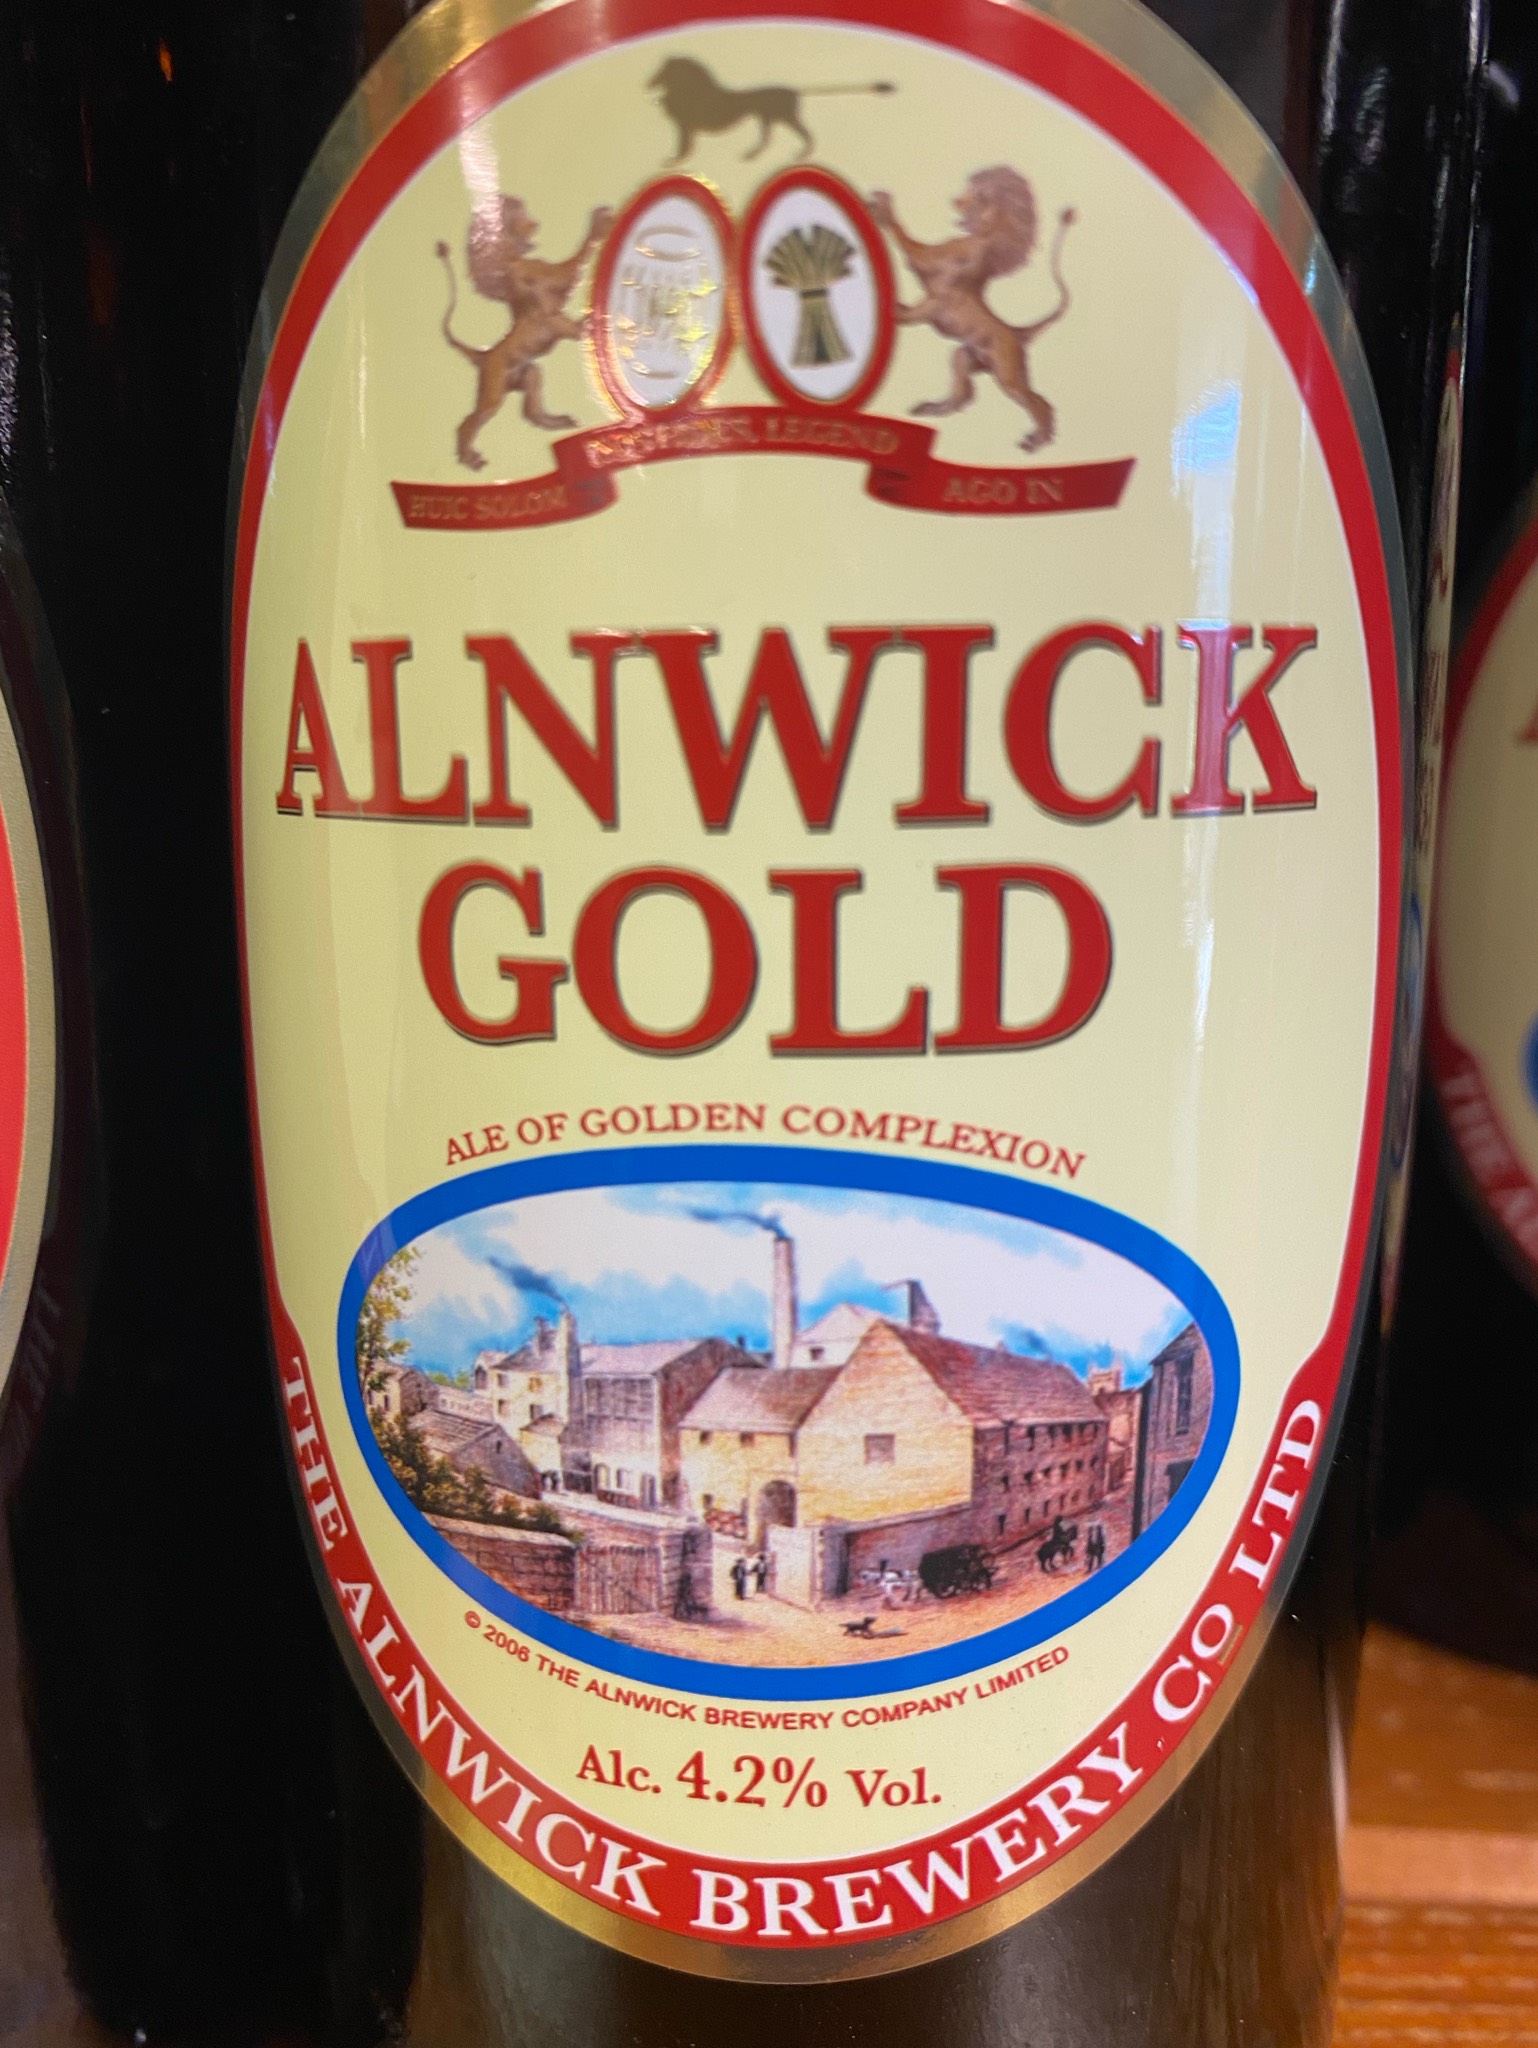 HUIC SOLOM LEGEND AGO IN
ALNWICK
GOLD
ALE OF GOLDEN COMPLEXION
© 2006 THE ALNWICK BREWERY COMPANY LIMITED
Alc. 4.2% Vol.
THE ALNWICK BREWERY CO LTD